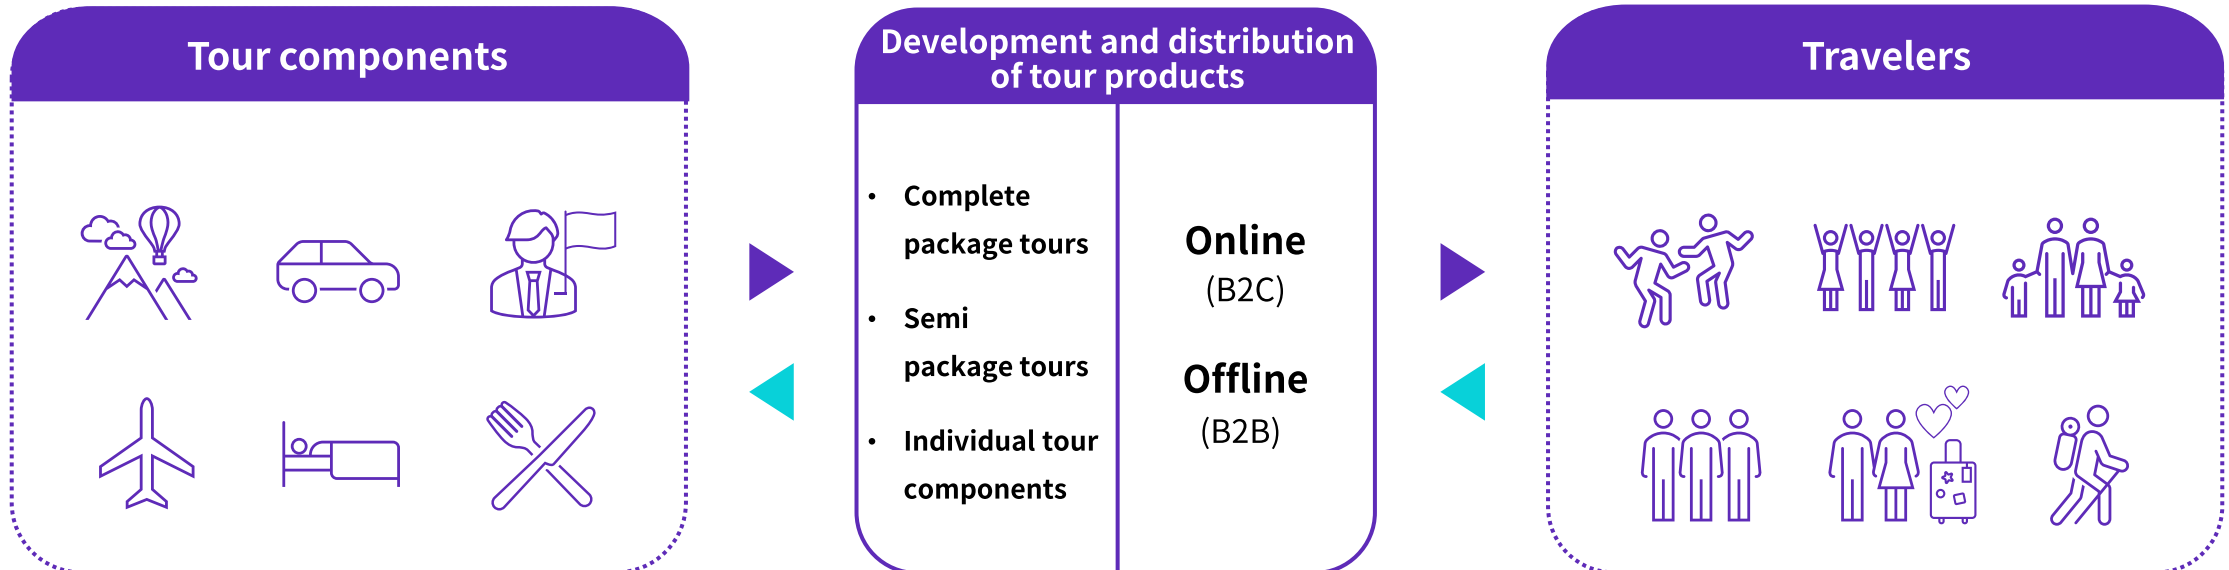 Tour components
Development and distribution
of tour products
• Complete
package tours
• Semi
package tours
• Individual tour
components
Online
(B2C)
Offline
(B2B)
Travelers